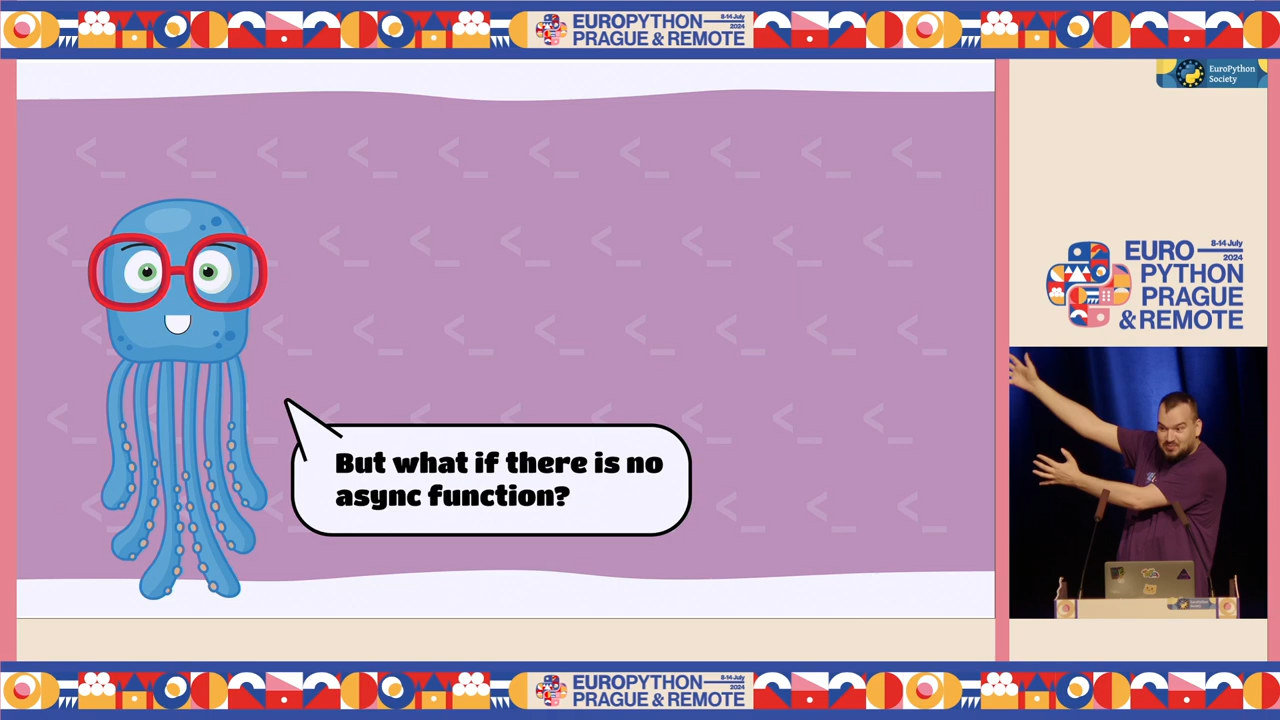 EUROPYTHON
8-14 July
2024
PRAGUE & REMOTE
EuroPython
Society
<_ <_ <_ <_ <_ <_ <_ <_ <_ <_
<_ <_ <_ <_ <_ <_ <_ <_ <_ <_
<_ <_ <_ <_ <_ <_ <_ <_ <_ <_
<_ <_ <_ <_ <_ <_ <_ <_ <_ <_
But what if there is no
async function?
EURO
8-14 July
2024
PYTHON
PRAGUE
& REMOTE
EUROPYTHON
8-14 July
2024
PRAGUE & REMOTE